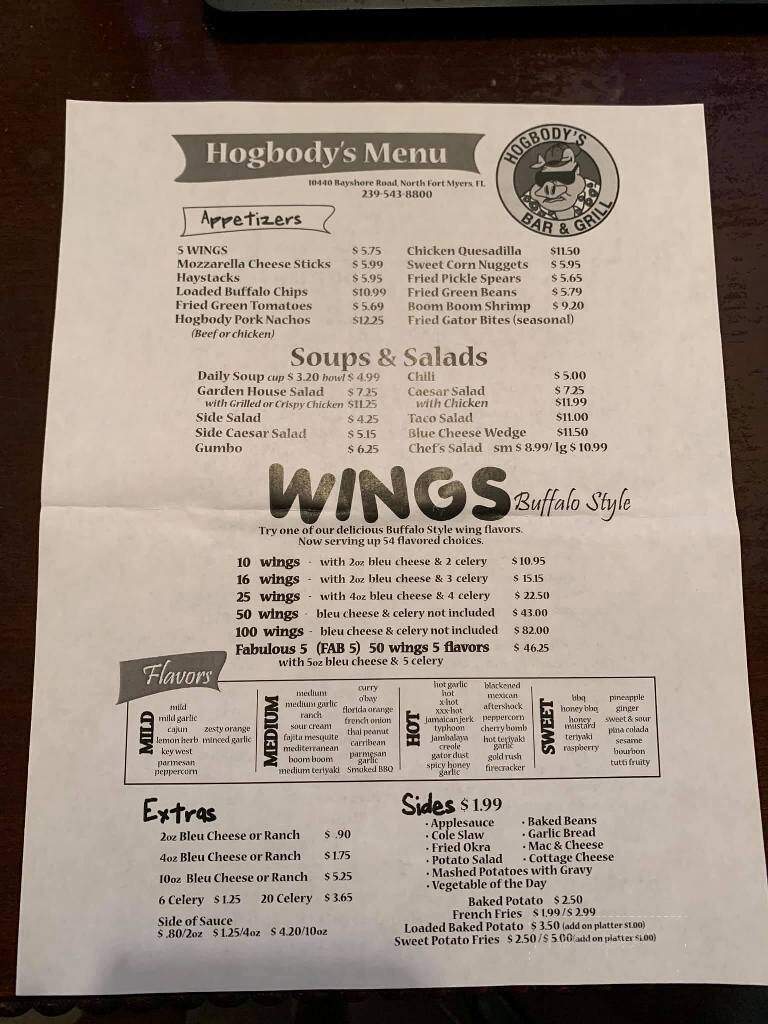 Hogbody's Menu
HOGBODY'S
BAR & GRILL
10440 Bayshore Road, North Fort Myers, FL
239-543-8800
Appetizers
5 WINGS $ 5.75
Mozzarella Cheese Sticks $ 5.99
Haystacks $ 5.95
Loaded Buffalo Chips $10.99
Fried Green Tomatoes $ 5.69
Hogbody Pork Nachos $12.25
(Beef or chicken)
Chicken Quesadilla $11.50
Sweet Corn Nuggets $ 5.95
Fried Pickle Spears $ 5.65
Fried Green Beans $ 5.79
Boom Boom Shrimp $ 9.20
Fried Gator Bites (seasonal)
Soups & Salads
Daily Soup cup $ 3.20 bowl $ 4.99
Garden House Salad $ 7.25
with Grilled or Crispy Chicken $11.25
Side Salad $ 4.25
Side Caesar Salad $ 5.15
Gumbo $ 6.25
Chili $ 5.00
Caesar Salad $ 7.25
with Chicken $11.99
Taco Salad $11.00
Blue Cheese Wedge $11.50
Chef's Salad sm $ 8.99/ lg $ 10.99
WINGS Buffalo Style
Try one of our delicious Buffalo Style wing flavors.
Now serving up 54 flavored choices.
10 wings - with 2oz bleu cheese & 2 celery $ 10.95
16 wings - with 2oz bleu cheese & 3 celery $ 15.15
25 wings - with 4oz bleu cheese & 4 celery $ 22.50
50 wings - bleu cheese & celery not included $ 43.00
100 wings - bleu cheese & celery not included $ 82.00
Fabulous 5 (FAB 5) 50 wings 5 flavors $ 46.25
with 5oz bleu cheese & 5 celery
Flavors
MILD
mild
mild garlic
cajun
lemon herb
key west
parmesan
peppercorn
zesty orange
minced garlic
MEDIUM
medium
medium garlic
ranch
sour cream
fajita mesquite
mediterranean
boom boom
medium teriyaki
curry
o'bay
florida orange
french onion
thai peanut
carribean
parmesan
garlic
Smoked BBQ
HOT
hot garlic
hot
x-hot
xxx-hot
jamaican jerk
typhoon
jambalaya
creole
gator dust
spicy honey
garlic
blackened
mexican
aftershock
peppercorn
cherry bomb
hot teriyaki
garlic
gold rush
firecracker
SWEET
bbq
honey bbq
honey
mustard
teriyaki
raspberry
pineapple
ginger
sweet & sour
pina colada
sesame
bourbon
tutti fruity
Extras
2oz Bleu Cheese or Ranch $ .90
4oz Bleu Cheese or Ranch $ 1.75
10oz Bleu Cheese or Ranch $ 5.25
6 Celery $ 1.25 20 Celery $ 3.65
Side of Sauce
$ .80/2oz $ 1.25/4oz $ 4.20/10oz
Sides $ 1.99
· Applesauce
· Cole Slaw
· Fried Okra
· Potato Salad
· Baked Beans
· Garlic Bread
· Mac & Cheese
· Cottage Cheese
· Mashed Potatoes with Gravy
· Vegetable of the Day
Baked Potato $ 2.50
French Fries $ 1.99/$ 2.99
Loaded Baked Potato $ 3.50 (add on platter $1.00)
Sweet Potato Fries $ 2.50/$ 5.00(add on platter $1.00)